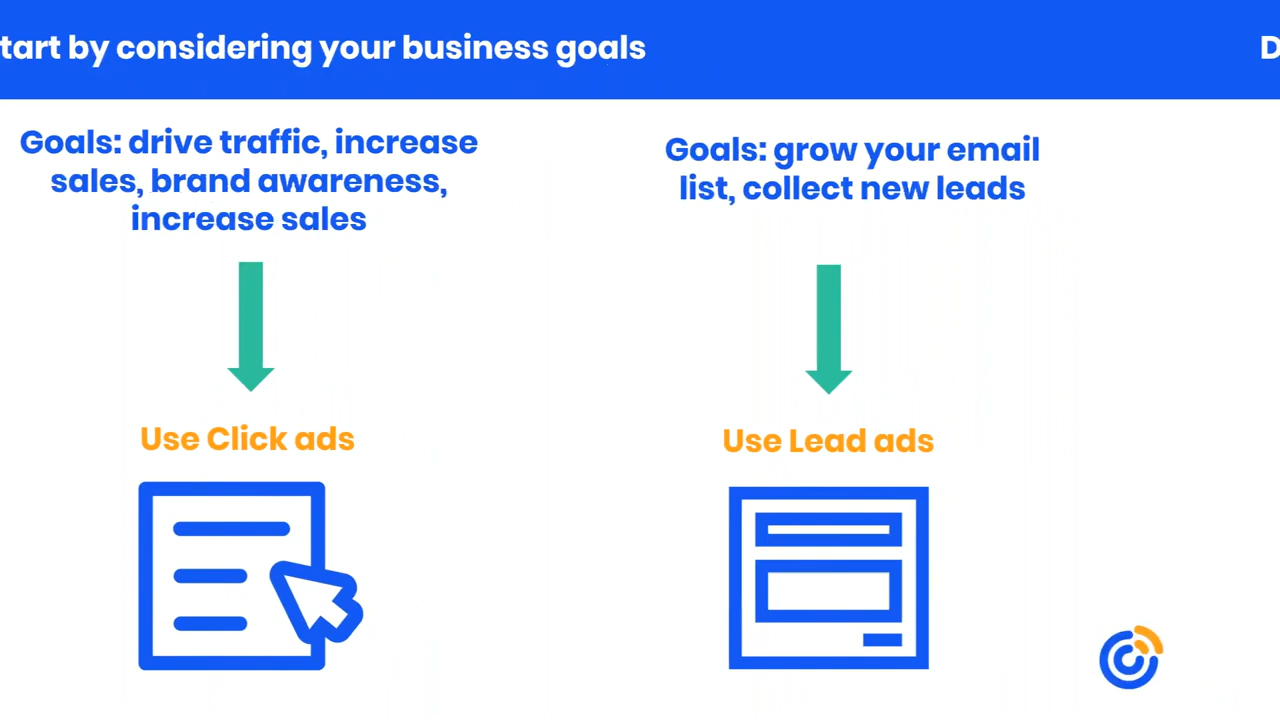 tart by considering your business goals
D
Goals: drive traffic, increase
sales, brand awareness,
increase sales
Goals: grow your email
list, collect new leads
Use Click ads
Use Lead ads